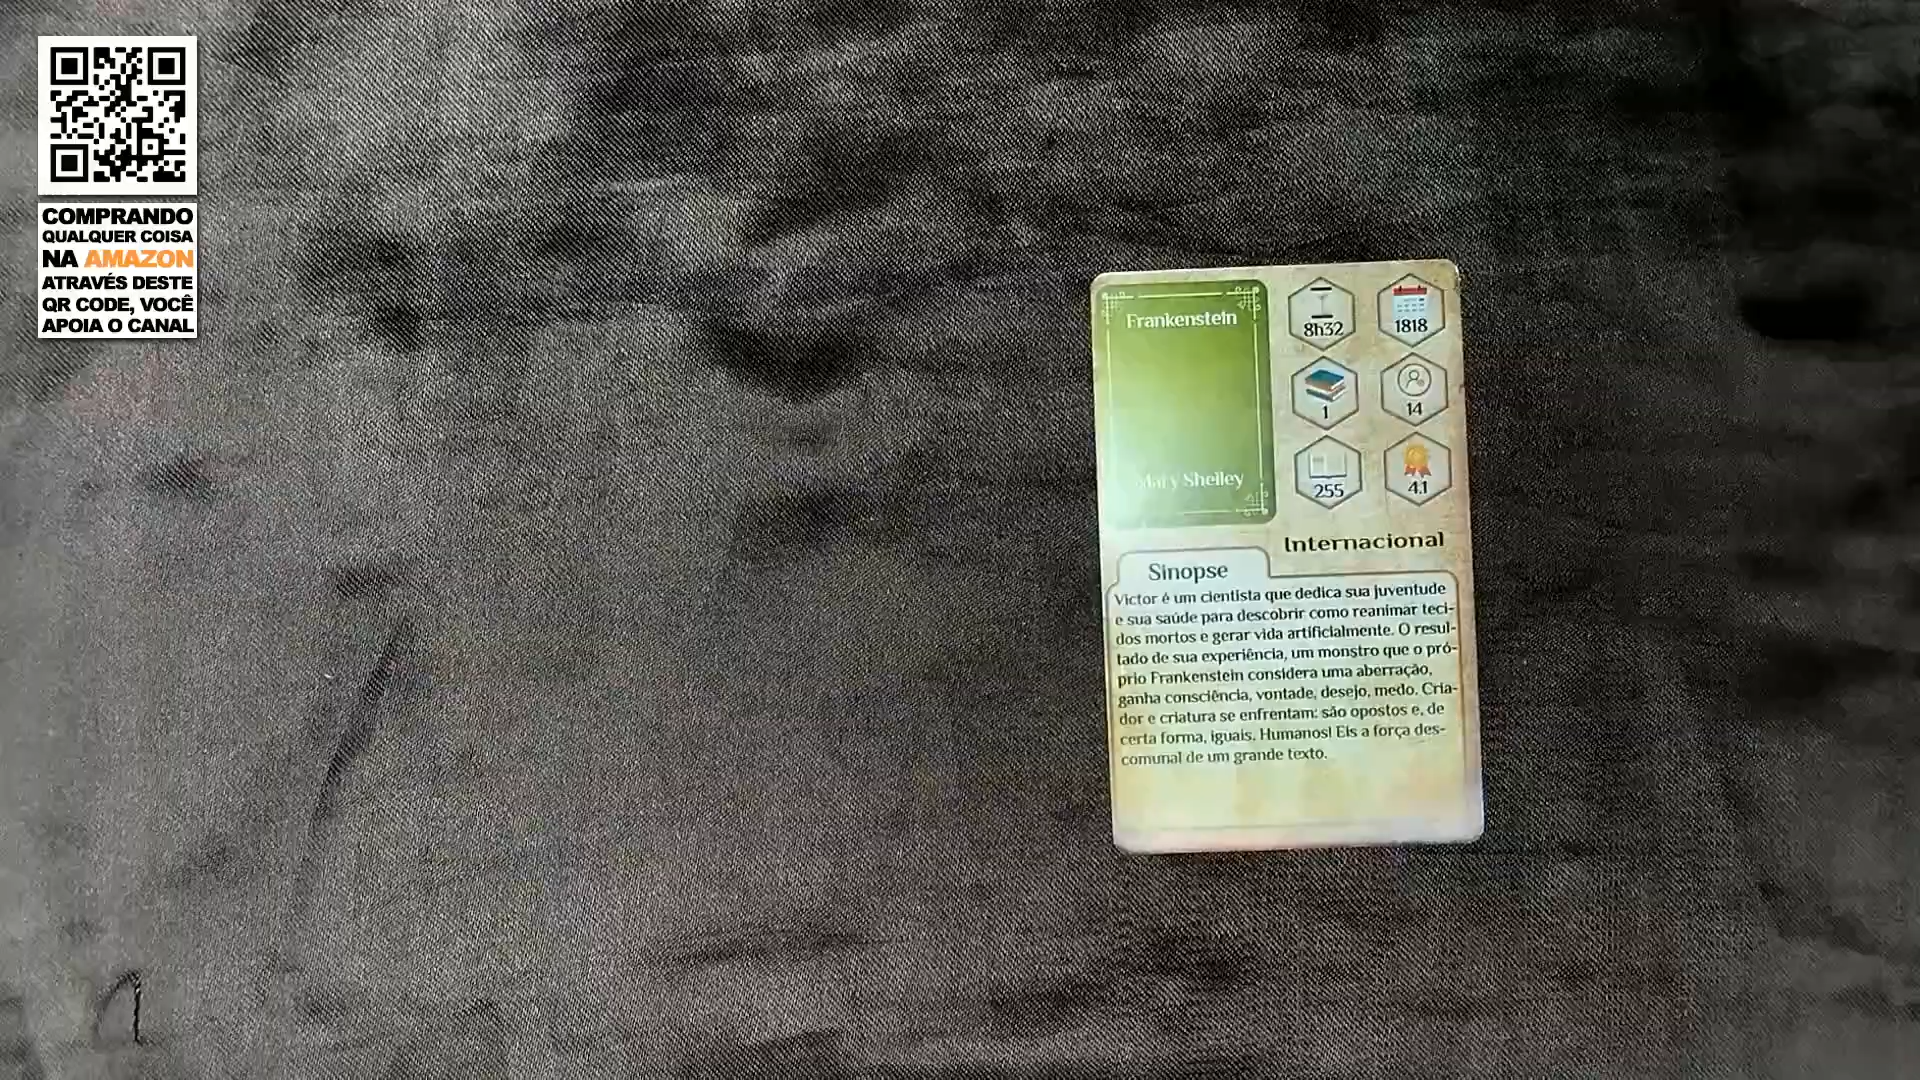 COMPRANDO
QUALQUER COISA
NA AMAZON
ATRAVÉS DESTE
QR CODE, VOCÊ
APOIA O CANAL
Frankenstein
Mary Shelley
8h32
1818
1
14
255
4.1
Internacional
Sinopse
Victor é um cientista que dedica sua juventude
e sua saúde para descobrir como reanimar teci-
dos mortos e gerar vida artificialmente. O resul-
tado de sua experiência, um monstro que o pró-
prio Frankenstein considera uma aberração,
ganha consciência, vontade, desejo, medo. Cria-
dor e criatura se enfrentam: são opostos e, de
certa forma, iguais. Humanos! Eis a força des-
comunal de um grande texto.